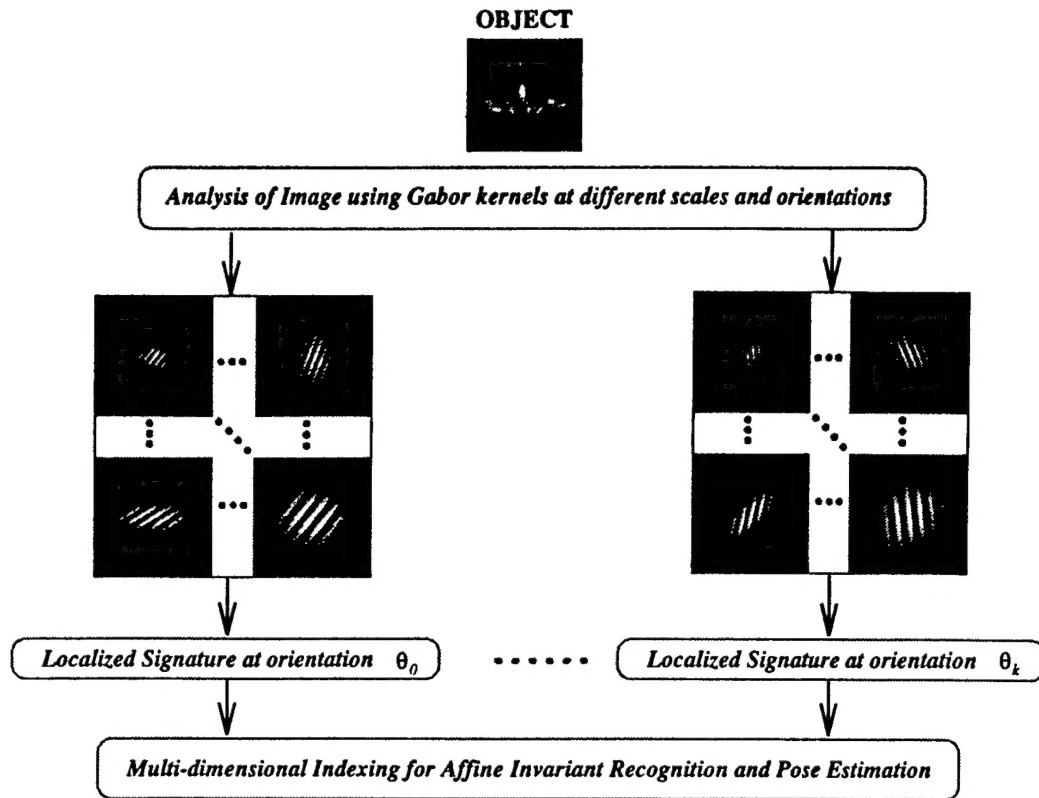 OBJECT
Analysis of Image using Gabor kernels at different scales and orientations
Localized Signature at orientation θ0
Localized Signature at orientation θk
Multi-dimensional Indexing for Affine Invariant Recognition and Pose Estimation